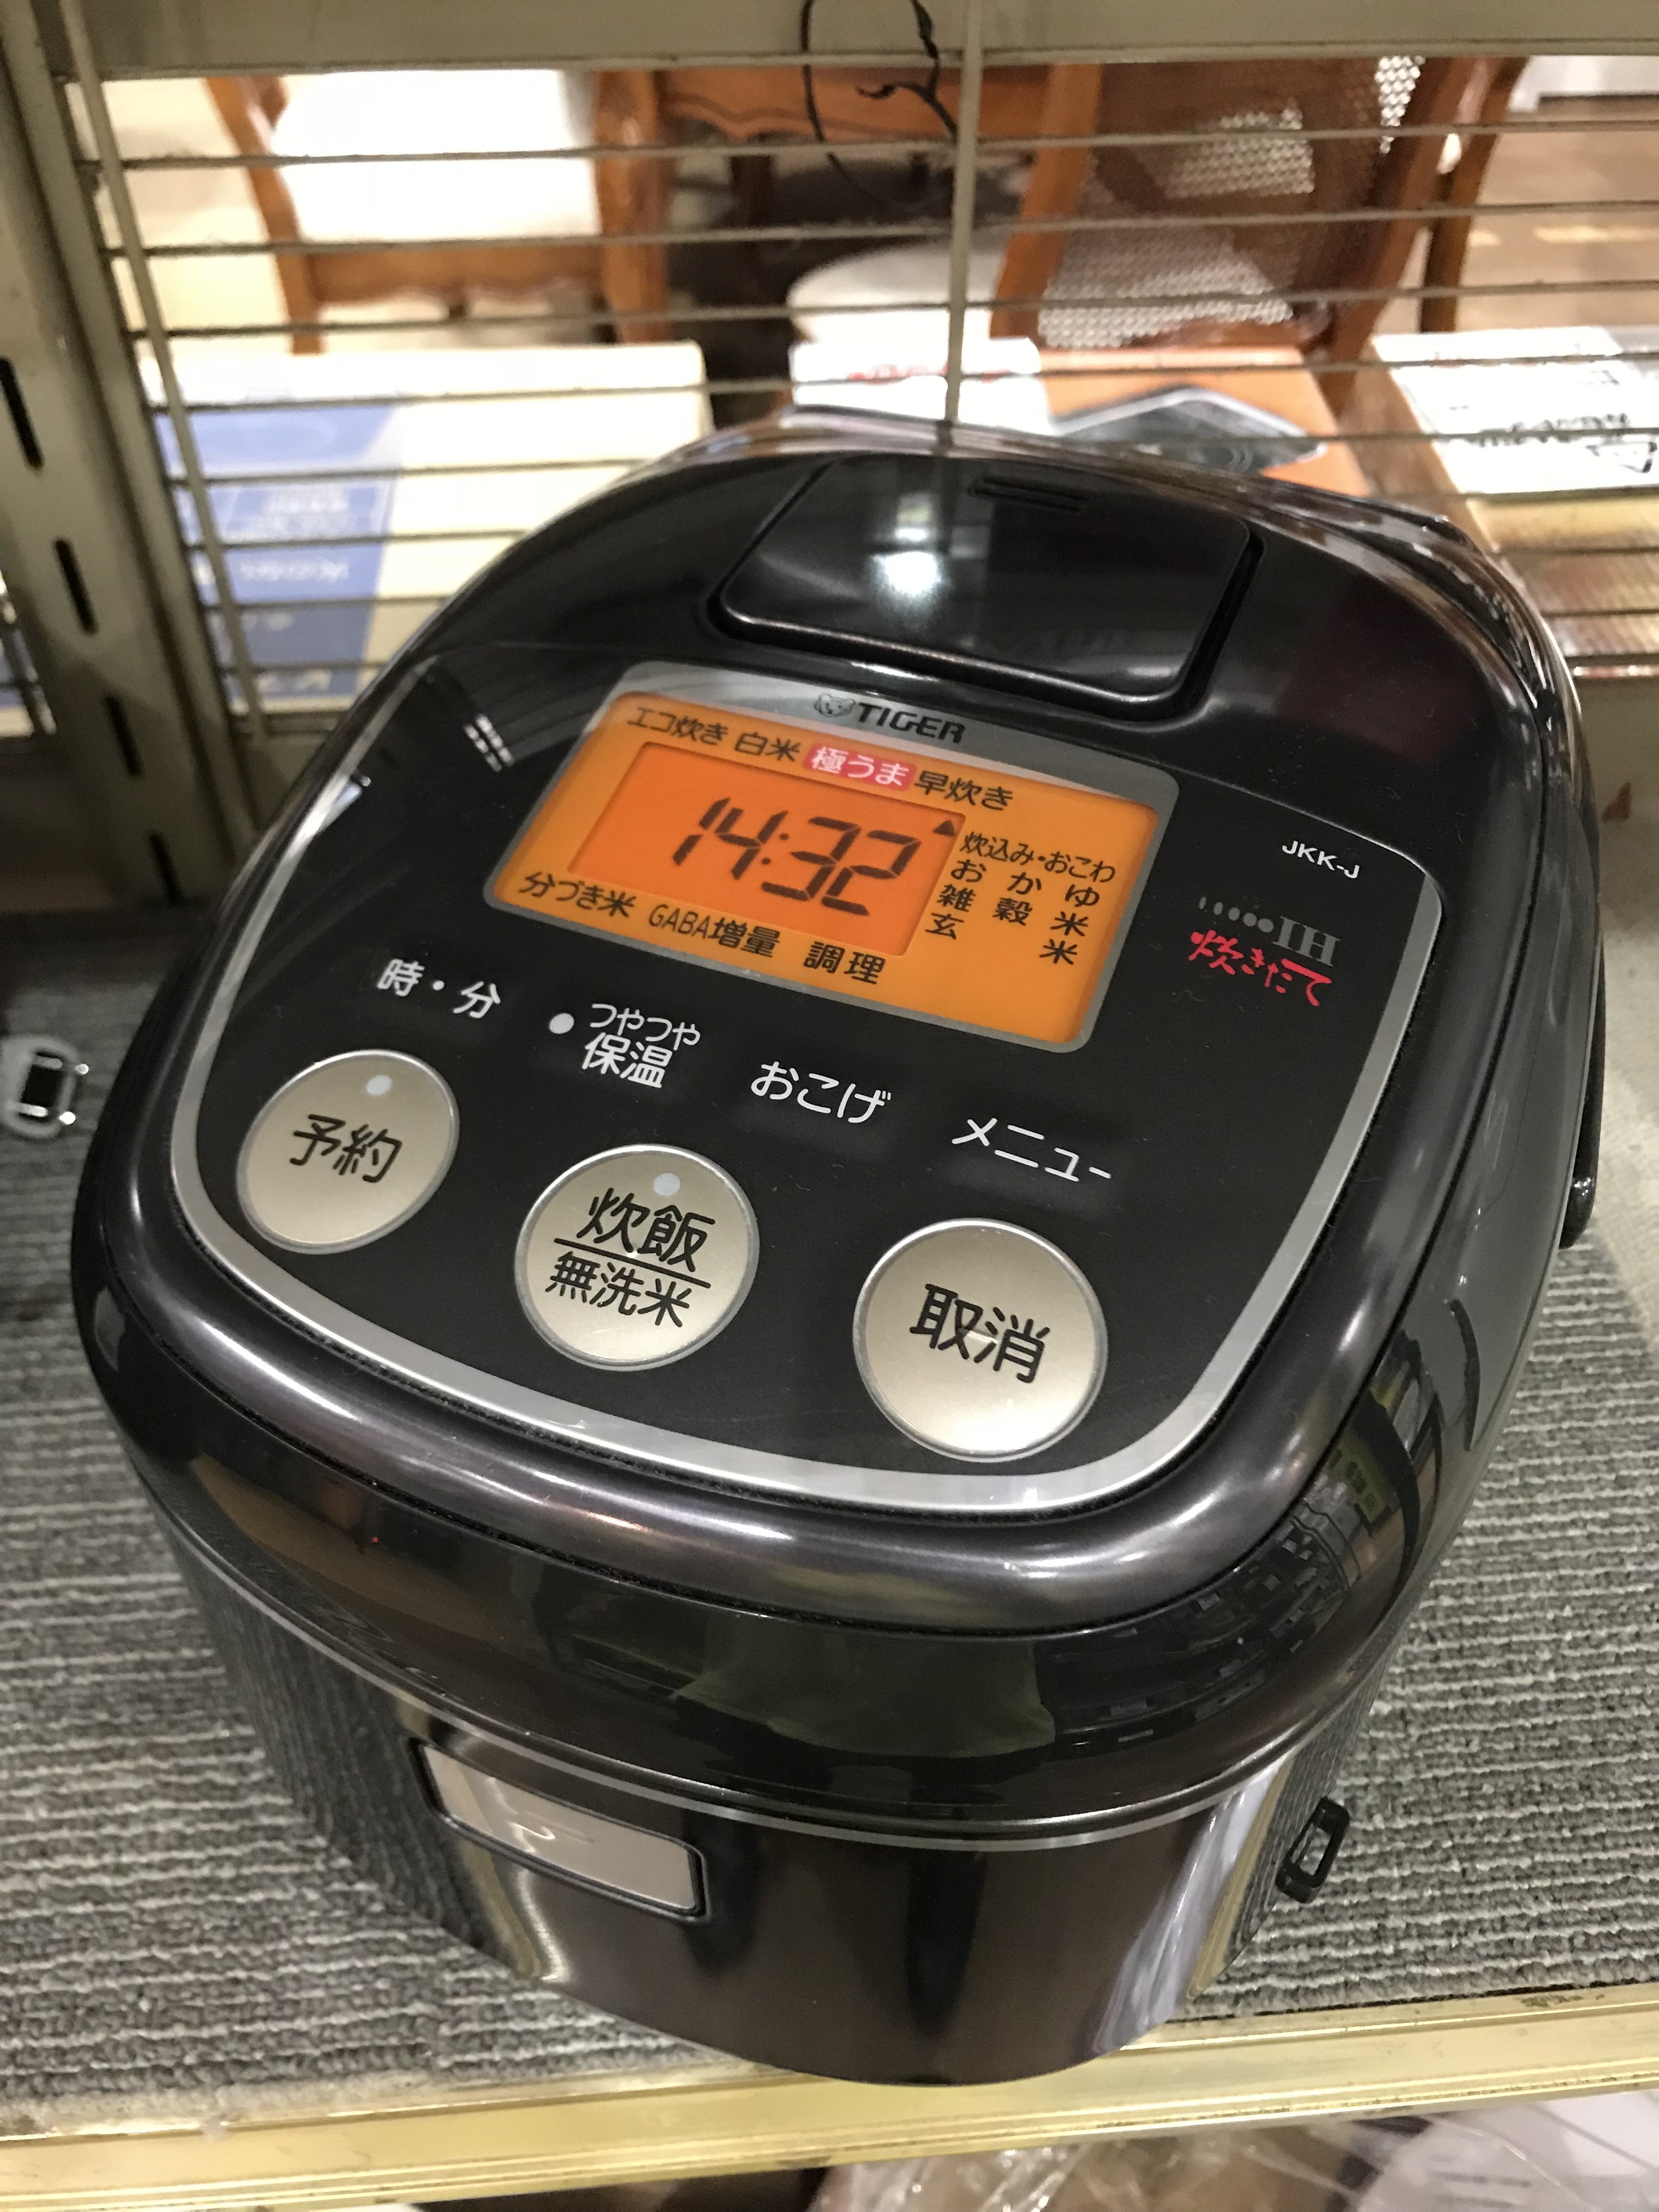 TIGER
エコ炊き 白米 極うま 早炊き
14:32
炊込み・おこわ
おかゆ
雑穀米
玄米
分づき米 GABA増量 調理
JKK-J
IH
炊きたて
時・分
つやつや
保温
おこげ
メニュー
予約
炊飯
無洗米
取消